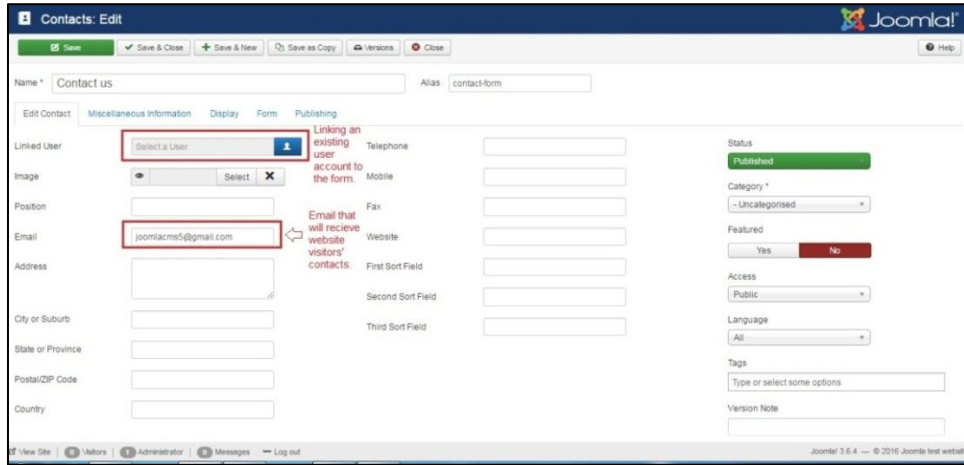 Contacts: Edit
Joomla!
Save
Save & Close
Save & New
Save as Copy
Versions
Close
Help
Name *
Contact us
Alias
contact-form
Edit Contact
Miscellaneous Information
Display
Form
Publishing
Linked User
Select a User
Linking an
existing
user
account to
the form.
Telephone
Status
Published
Image
Select
Mobile
Category *
- Uncategorised
Position
Fax
Email that
will recieve
website
visitors'
contacts.
Featured
Yes
No
Email
joomlacms5@gmail.com
Website
Address
First Sort Field
Access
Public
Second Sort Field
City or Suburb
Third Sort Field
Language
All
State or Province
Tags
Type or select some options
Postal/ZIP Code
Country
Version Note
View Site
0 Visitors
1 Administrator
0 Messages
Log out
Joomla! 3.6.4 — © 2016 Joomla test websit